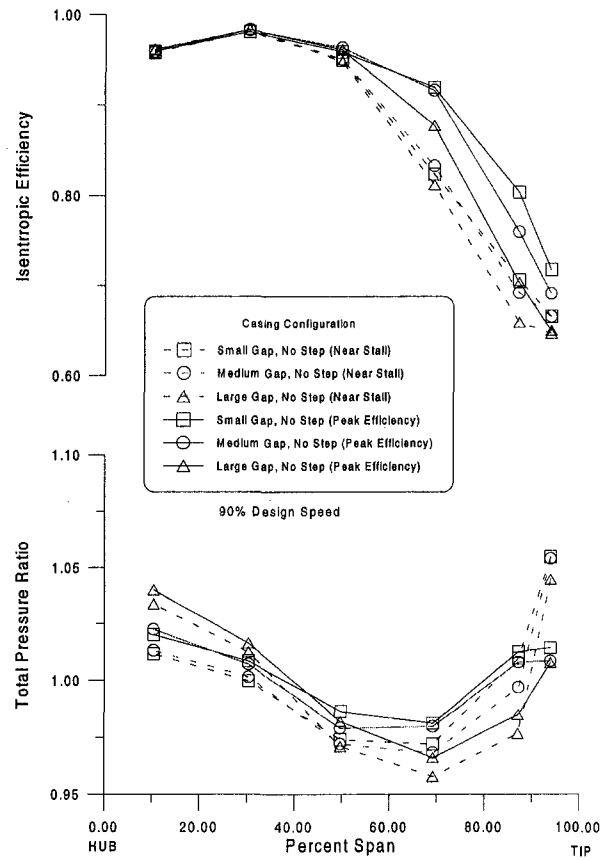 1.00
Isentrropic Efficiency
0.80
0.60
Casing Configuration
Small Gap, No Step (Near Stall)
Medium Gap, No Step (Near Stall)
Large Gap, No Step (Near Stall)
Small Gap, No Step (Peak Efficiency)
Medium Gap, No Step (Peak Efficiency)
Large Gap, No Step (Peak Efficiency)
90% Design Speed
1.10
Total Pressure Ratio
1.05
1.00
0.95
0.00 20.00 40.00 60.00 80.00 100.00
HUB Percent Span TIP